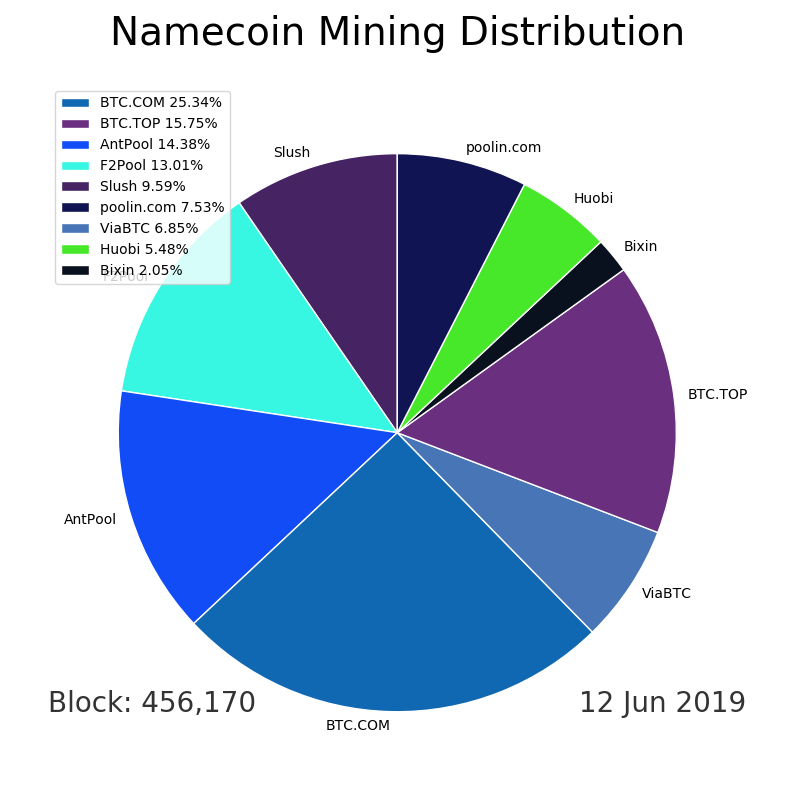 Namecoin Mining Distribution
BTC.COM 25.34%
BTC.TOP 15.75%
AntPool 14.38%
F2Pool 13.01%
Slush 9.59%
poolin.com 7.53%
ViaBTC 6.85%
Huobi 5.48%
Bixin 2.05%
Slush
poolin.com
Huobi
Bixin
F2Pool
BTC.TOP
AntPool
ViaBTC
BTC.COM
Block: 456,170
12 Jun 2019